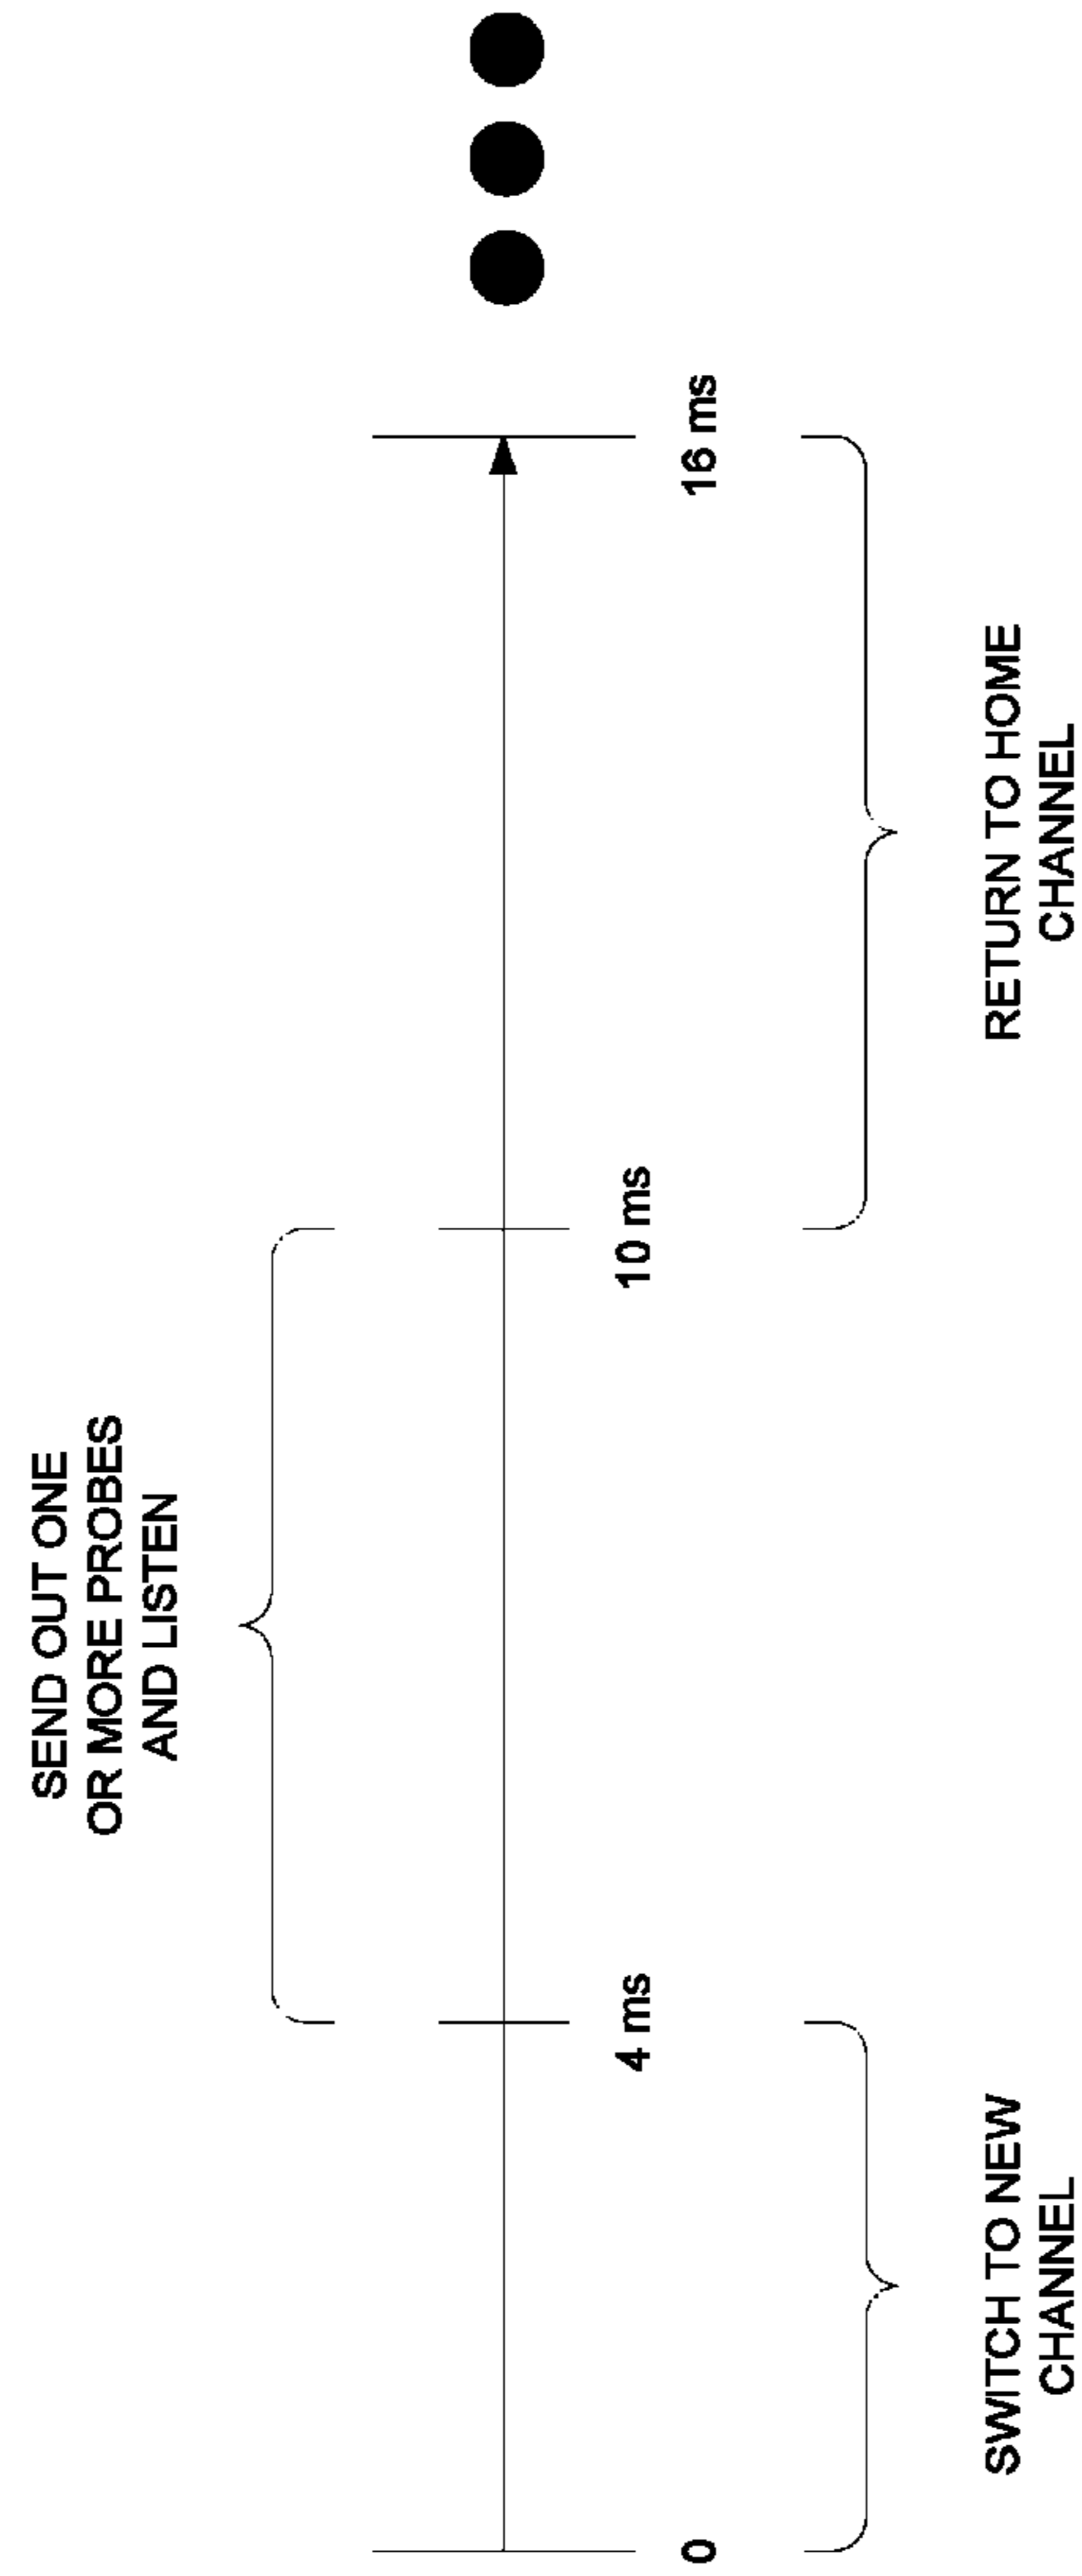 SEND OUT ONE
OR MORE PROBES
AND LISTEN
4 ms
10 ms
0
16 ms
SWITCH TO NEW
CHANNEL
RETURN TO HOME
CHANNEL